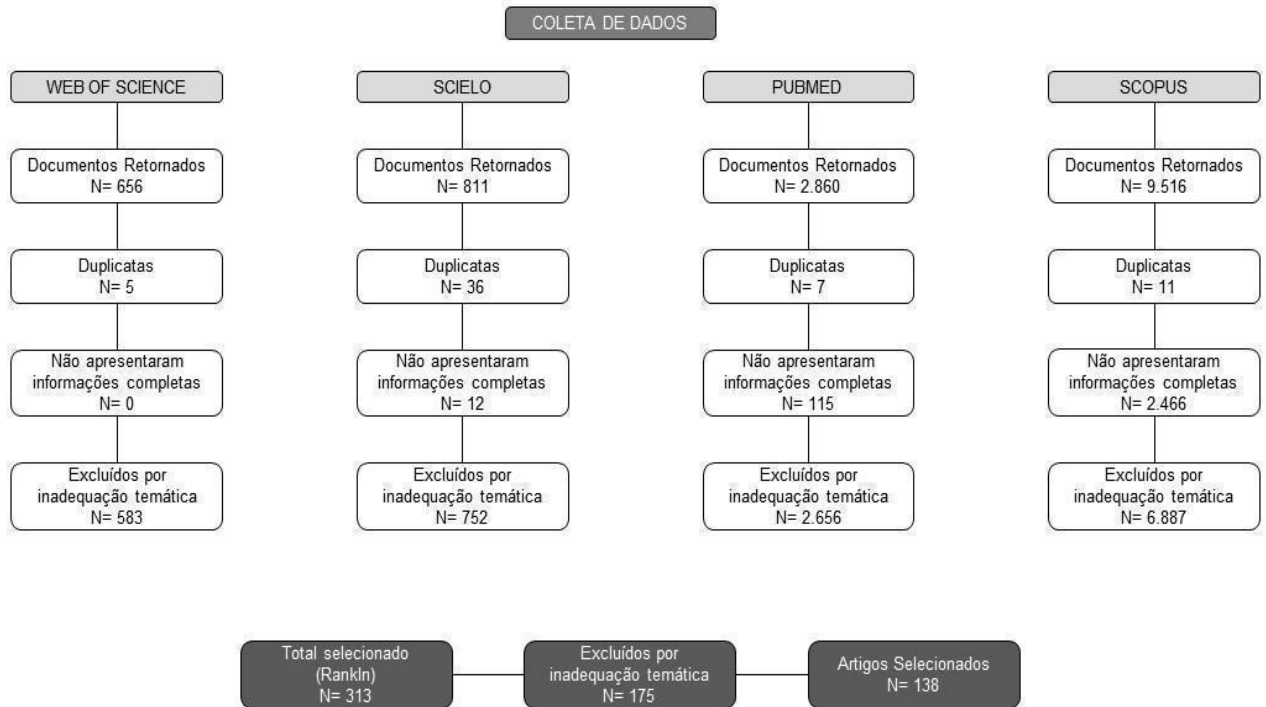 COLETA DE DADOS
WEB OF SCIENCE
Documentos Retornados
N= 656
Duplicatas
N= 5
Não apresentaram
informações completas
N= 0
Excluídos por
inadequação temática
N= 583
SCIELO
Documentos Retornados
N= 811
Duplicatas
N= 36
Não apresentaram
informações completas
N= 12
Excluídos por
inadequação temática
N= 752
PUBMED
Documentos Retornados
N= 2.860
Duplicatas
N= 7
Não apresentaram
informações completas
N= 115
Excluídos por
inadequação temática
N= 2.656
SCOPUS
Documentos Retornados
N= 9.516
Duplicatas
N= 11
Não apresentaram
informações completas
N= 2.466
Excluídos por
inadequação temática
N= 6.887
Total selecionado
(RankIn)
N= 313
Excluídos por
inadequação temática
N= 175
Artigos Selecionados
N= 138